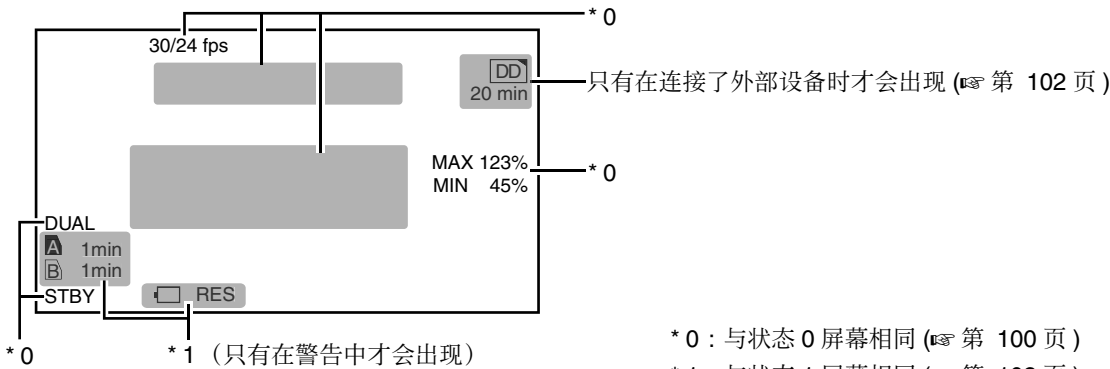 * 0
30/24 fps
DD
20 min
只有在连接了外部设备时才会出现 (☞ 第 102 页 )
MAX 123%
MIN 45%
* 0
DUAL
A 1min
B 1min
STBY
RES
* 0
* 1 （只有在警告中才会出现）
* 0：与状态 0 屏幕相同 (☞ 第 100 页 )